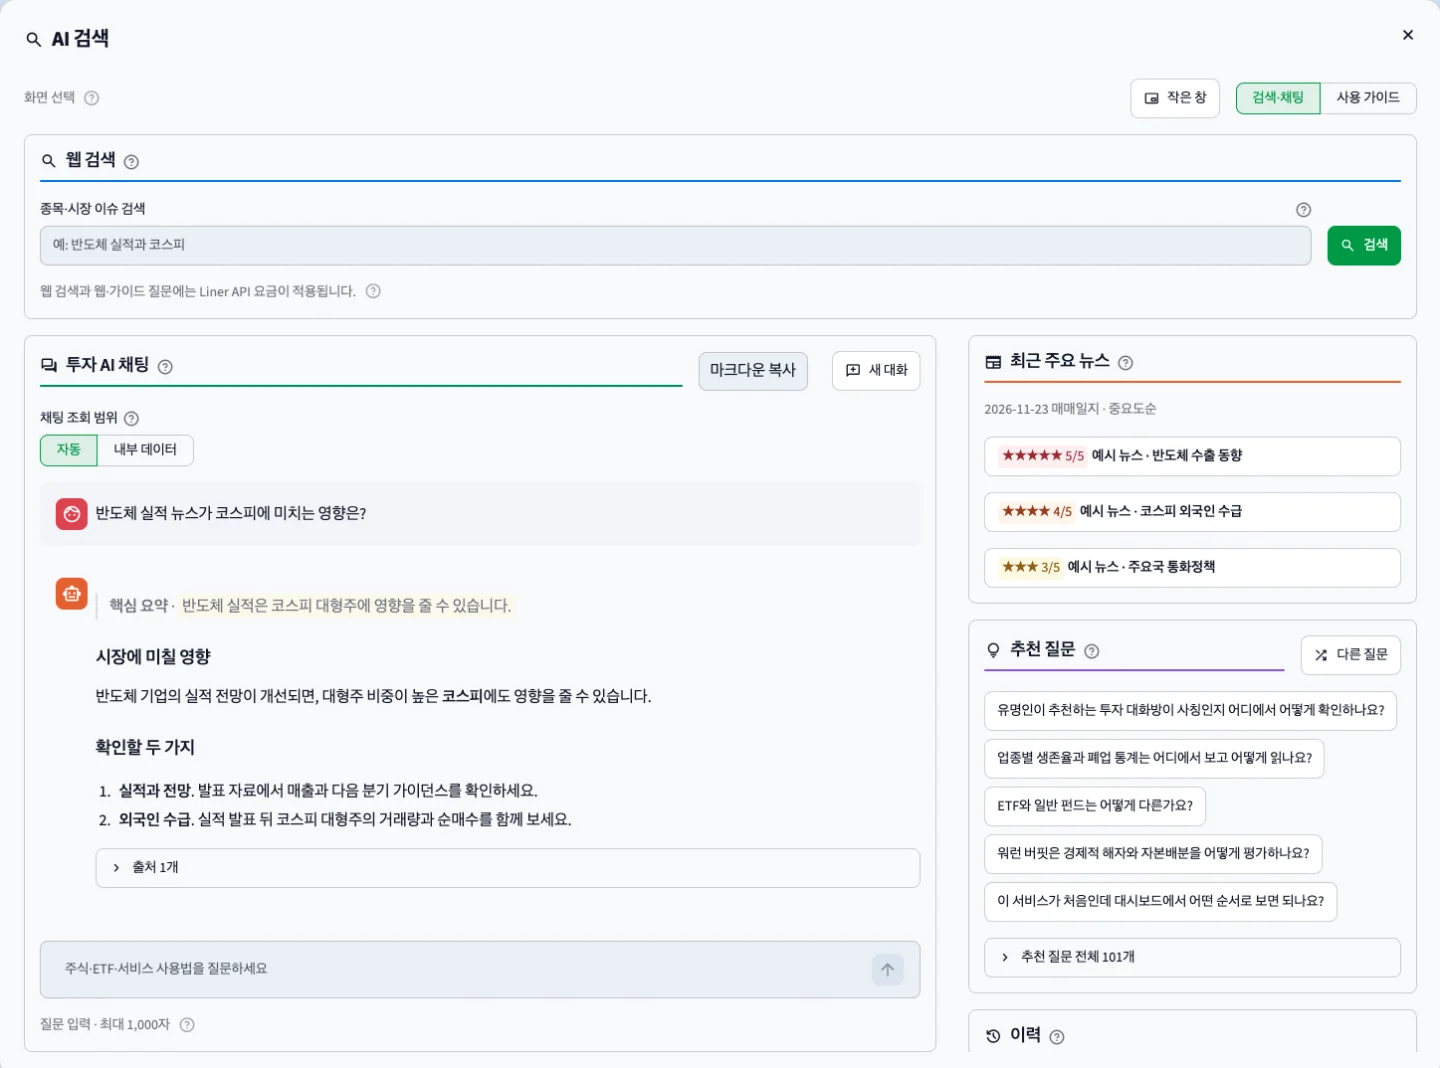 AI 검색
화면 선택
작은 창
검색·채팅
사용 가이드
웹 검색
종목·시장 이슈 검색
예: 반도체 실적과 코스피
검색
웹 검색과 웹·가이드 질문에는 Liner API 요금이 적용됩니다.
투자 AI 채팅
마크다운 복사
새 대화
채팅 조회 범위
자동
내부 데이터
반도체 실적 뉴스가 코스피에 미치는 영향은?
핵심 요약 · 반도체 실적은 코스피 대형주에 영향을 줄 수 있습니다.
시장에 미칠 영향
반도체 기업의 실적 전망이 개선되면, 대형주 비중이 높은 코스피에도 영향을 줄 수 있습니다.
확인할 두 가지
1. 실적과 전망. 발표 자료에서 매출과 다음 분기 가이던스를 확인하세요.
2. 외국인 수급. 실적 발표 뒤 코스피 대형주의 거래량과 순매수를 함께 보세요.
출처 1개
주식·ETF·서비스 사용법을 질문하세요
질문 입력 · 최대 1,000자
최근 주요 뉴스
2026-11-23 매매일지 · 중요도순
★★★★★ 5/5 예시 뉴스 · 반도체 수출 동향
★★★★ 4/5 예시 뉴스 · 코스피 외국인 수급
★★★ 3/5 예시 뉴스 · 주요국 통화정책
추천 질문
다른 질문
유명인이 추천하는 투자 대화방이 사칭인지 어디에서 어떻게 확인하나요?
업종별 생존율과 폐업 통계는 어디에서 보고 어떻게 읽나요?
ETF와 일반 펀드는 어떻게 다른가요?
워런 버핏은 경제적 해자와 자본배분을 어떻게 평가하나요?
이 서비스가 처음인데 대시보드에서 어떤 순서로 보면 되나요?
추천 질문 전체 101개
이력